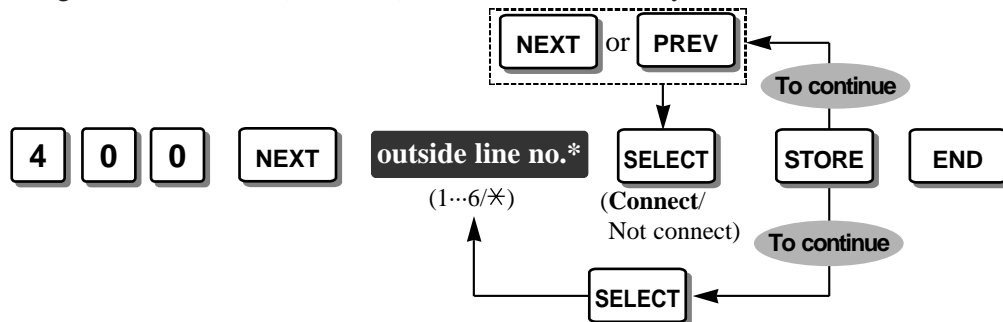 NEXT or PREV
To continue
4 0 0 NEXT outside line no.* SELECT STORE END
(1···6/✳)
(Connect/
Not connect)
To continue
SELECT